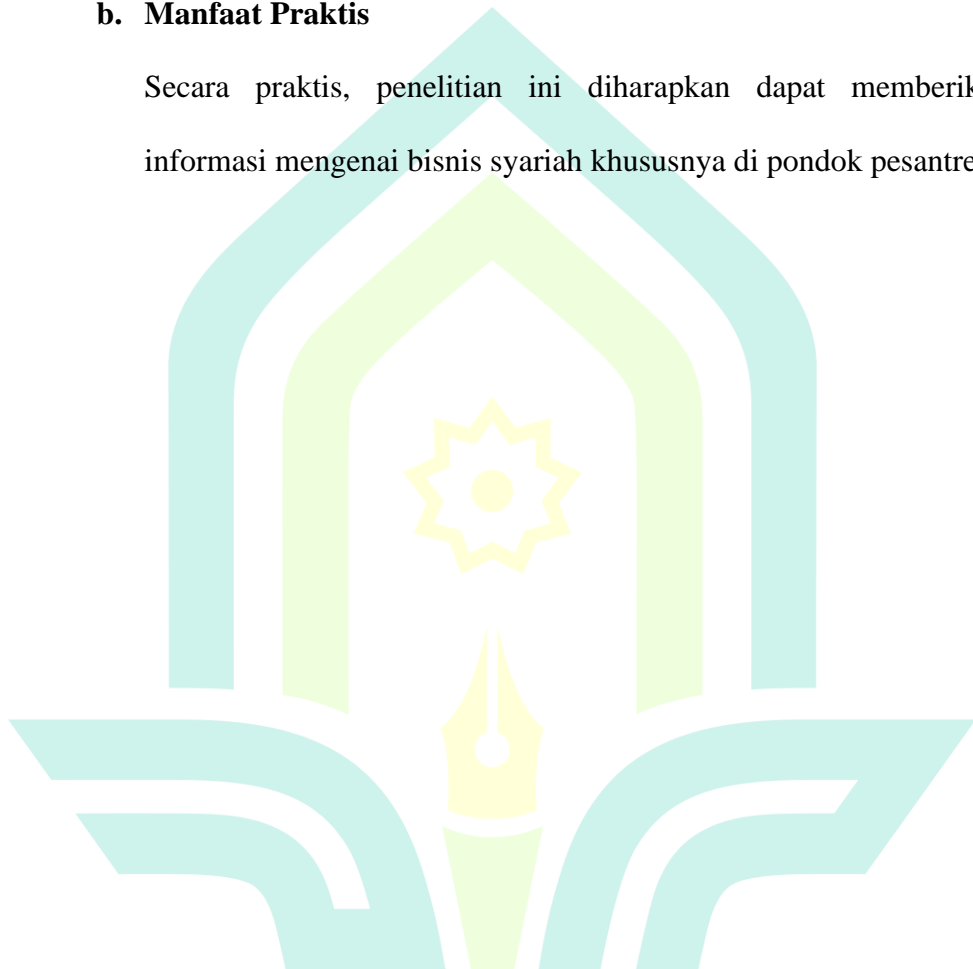 b. Manfaat Praktis
Secara praktis, penelitian ini diharapkan dapat memberik
informasi mengenai bisnis syariah khususnya di pondok pesantre